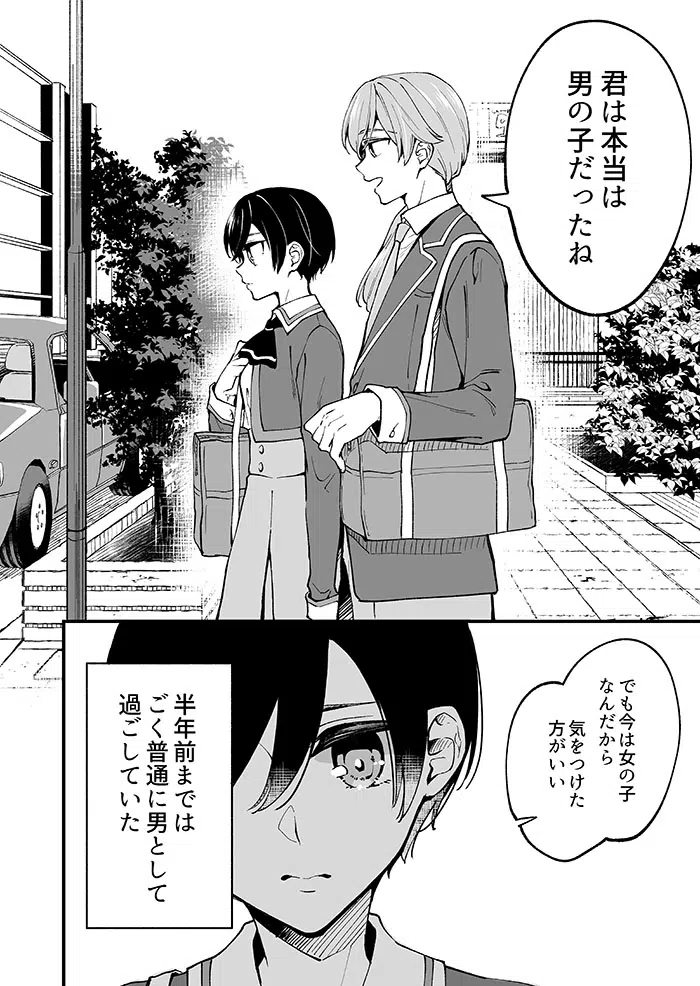 君は本当は
男の子だったね
でも今は女の子
なんだから
気をつけた
方がいい
半年前までは
ごく普通に男として
過ごしていた